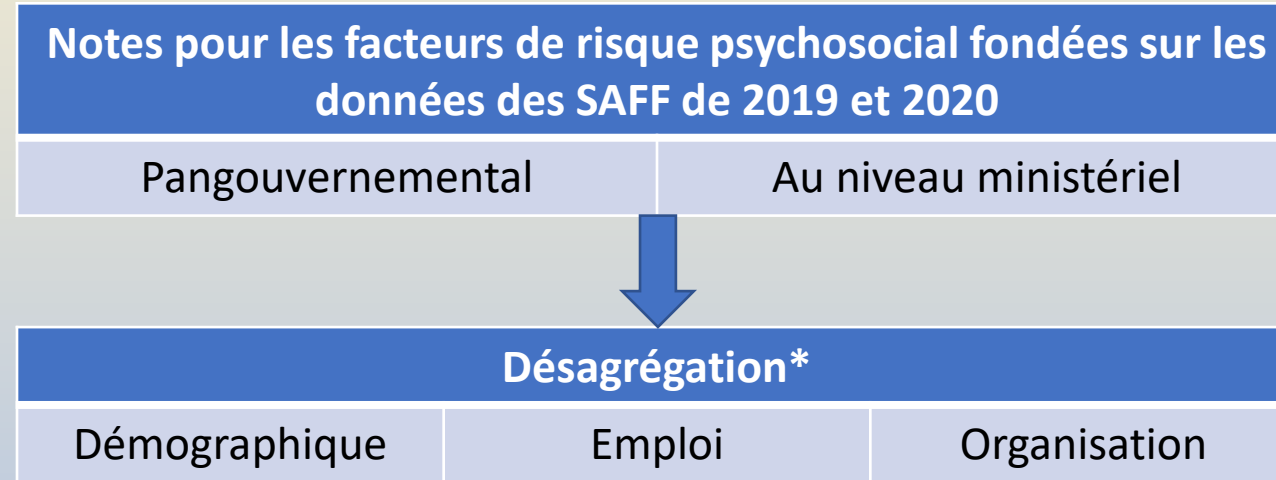 Notes pour les facteurs de risque psychosocial fondées sur les
données des SAFF de 2019 et 2020
Pangouvernemental Au niveau ministériel
Désagrégation*
Démographique Emploi Organisation